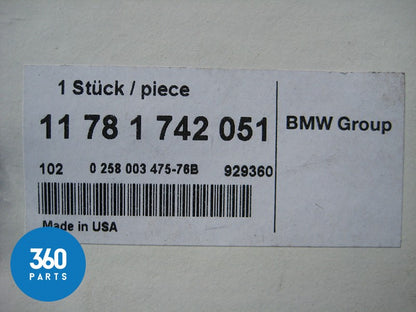 1 Stück / piece
11 78 1 742 051
BMW Group
102 0 258 003 475-76B 929360
Made in USA
360
PARTS